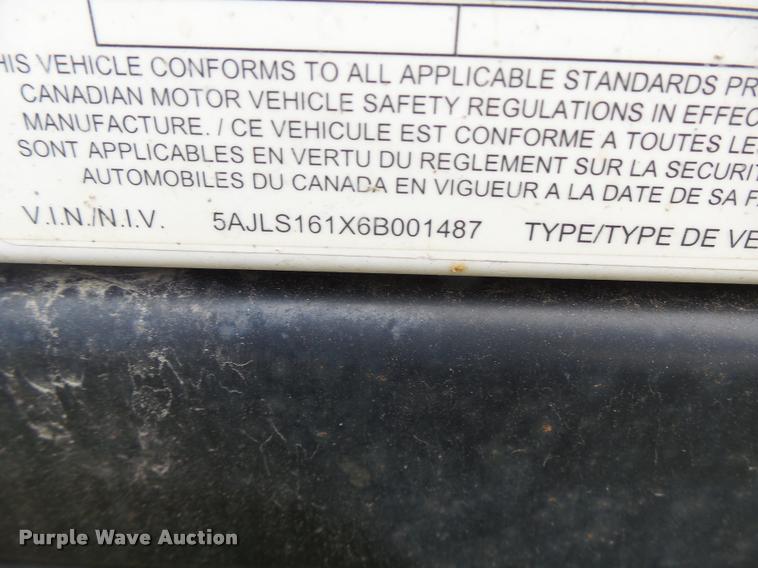 HIS VEHICLE CONFORMS TO ALL APPLICABLE STANDARDS PR
CANADIAN MOTOR VEHICLE SAFETY REGULATIONS IN EFFEC
MANUFACTURE. / CE VEHICULE EST CONFORME A TOUTES LE
SONT APPLICABLES EN VERTU DU REGLEMENT SUR LA SECURIT
AUTOMOBILES DU CANADA EN VIGUEUR A LA DATE DE SA FA
V.I.N./N.I.V. 5AJLS161X6B001487 TYPE/TYPE DE VE
Purple Wave Auction